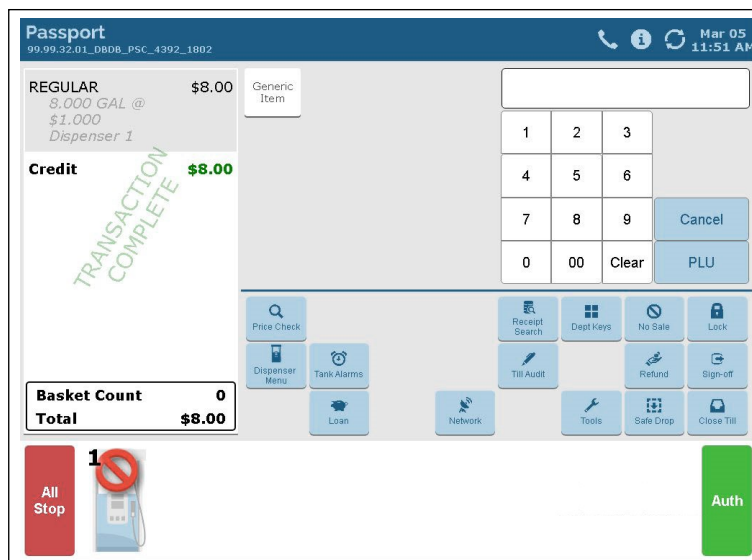 Passport
99.99.32.01_DBDB_PSC_4392_1802
Mar 05
11:51 AM
REGULAR $8.00
8.000 GAL @
$1.000
Dispenser 1
Credit $8.00
TRANSACTION
COMPLETE
Basket Count 0
Total $8.00
Generic
Item
1 2 3
4 5 6
7 8 9 Cancel
0 00 Clear PLU
Price Check
Receipt
Search
Dept Keys
No Sale
Lock
Dispenser
Menu
Tank Alarms
Till Audit
Refund
Sign-off
Loan
Network
Tools
Safe Drop
Close Till
All
Stop
1
Auth